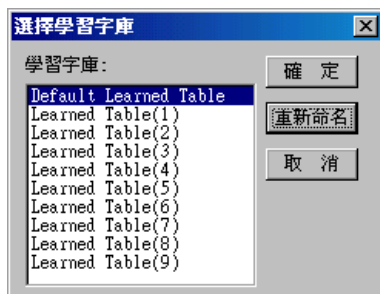 選擇學習字庫
學習字庫:
Default Learned Table
Learned Table(1)
Learned Table(2)
Learned Table(3)
Learned Table(4)
Learned Table(5)
Learned Table(6)
Learned Table(7)
Learned Table(8)
Learned Table(9)
確 定
重新命名
取 消